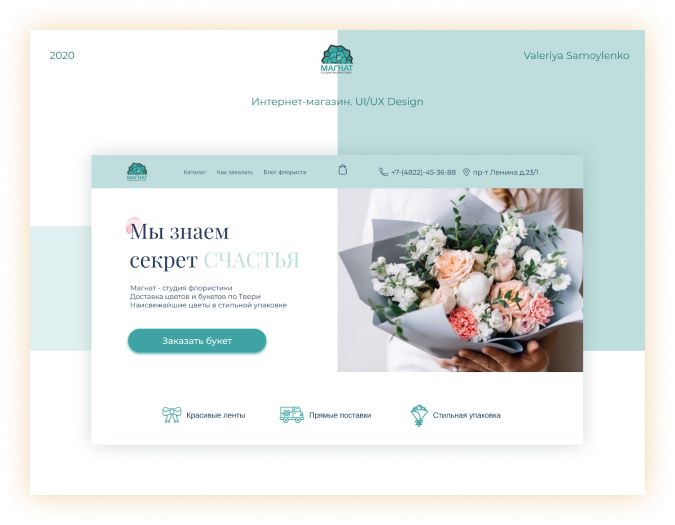 2020
МАГНАТ
СТУДИЯ ФЛОРИСТИКИ
Valeriya Samoylenko
Интернет-магазин. UI/UX Design
МАГНАТ
Каталог Как заказать Блог флориста +7-(4822)-45-36-88 пр-т Ленина д.23/1
Мы знаем
секрет СЧАСТЬЯ
Магнат - студия флористики
Доставка цветов и букетов по Твери
Наисвежайшие цветы в стильной упаковке
Заказать букет
Красивые ленты Прямые поставки Стильная упаковка